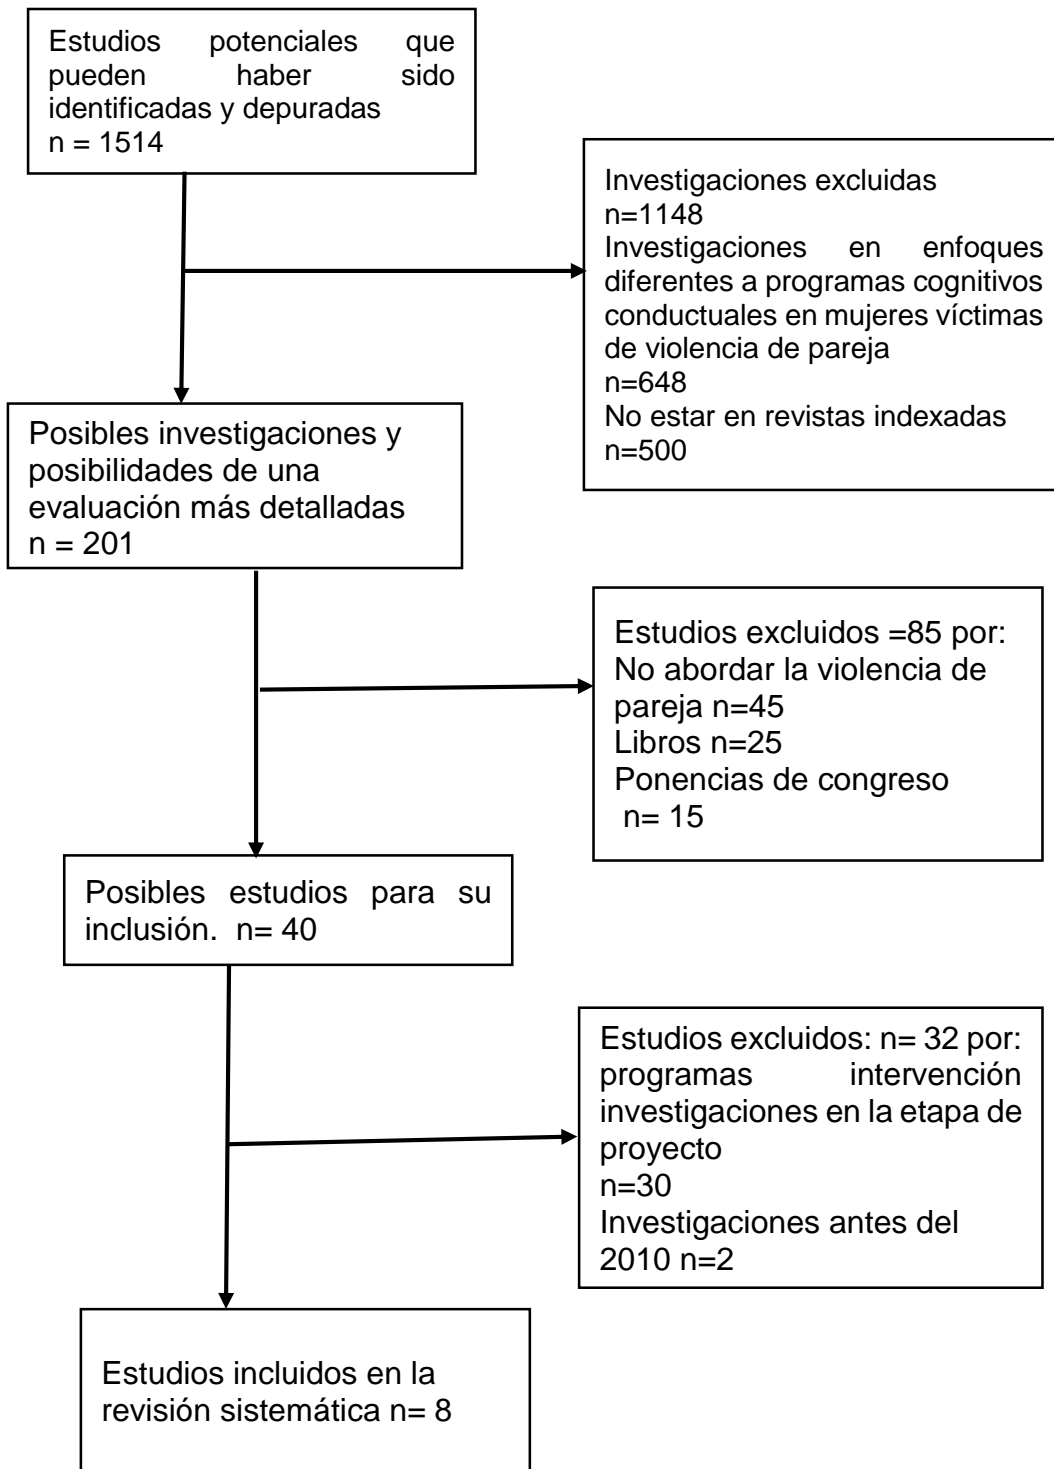 Estudios potenciales que
pueden haber sido
identificadas y depuradas
n = 1514
Investigaciones excluidas
n=1148
Investigaciones en enfoques
diferentes a programas cognitivos
conductuales en mujeres víctimas
de violencia de pareja
n=648
No estar en revistas indexadas
n=500
Posibles investigaciones y
posibilidades de una
evaluación más detalladas
n = 201
Estudios excluidos =85 por:
No abordar la violencia de
pareja n=45
Libros n=25
Ponencias de congreso
n= 15
Posibles estudios para su
inclusión. n= 40
Estudios excluidos: n= 32 por:
programas intervención
investigaciones en la etapa de
proyecto
n=30
Investigaciones antes del
2010 n=2
Estudios incluidos en la
revisión sistemática n= 8